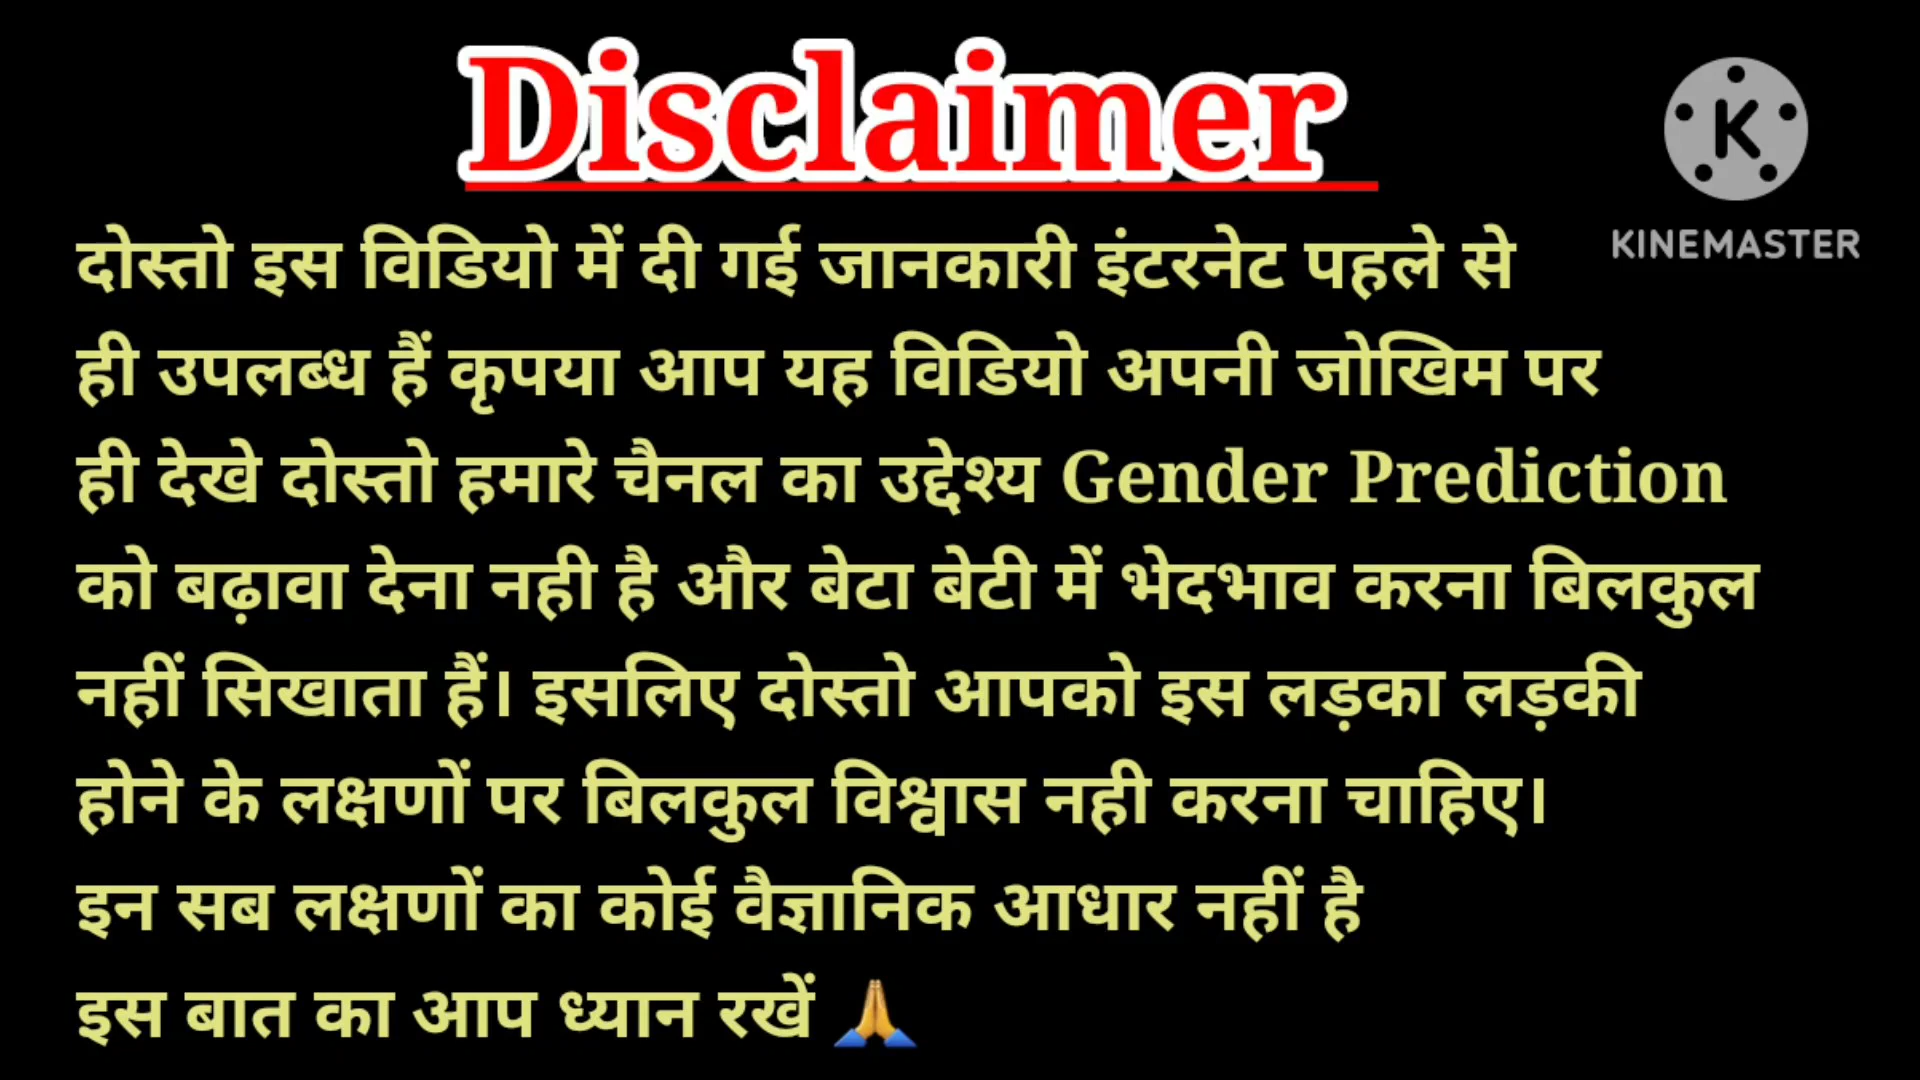 Disclaimer
KINEMASTER
दोस्तो इस विडियो में दी गई जानकारी इंटरनेट पहले से
ही उपलब्ध हैं कृपया आप यह विडियो अपनी जोखिम पर
ही देखे दोस्तो हमारे चैनल का उद्देश्य Gender Prediction
को बढ़ावा देना नही है और बेटा बेटी में भेदभाव करना बिलकुल
नहीं सिखाता हैं। इसलिए दोस्तो आपको इस लड़का लड़की
होने के लक्षणों पर बिलकुल विश्वास नही करना चाहिए।
इन सब लक्षणों का कोई वैज्ञानिक आधार नहीं है
इस बात का आप ध्यान रखें 🙏